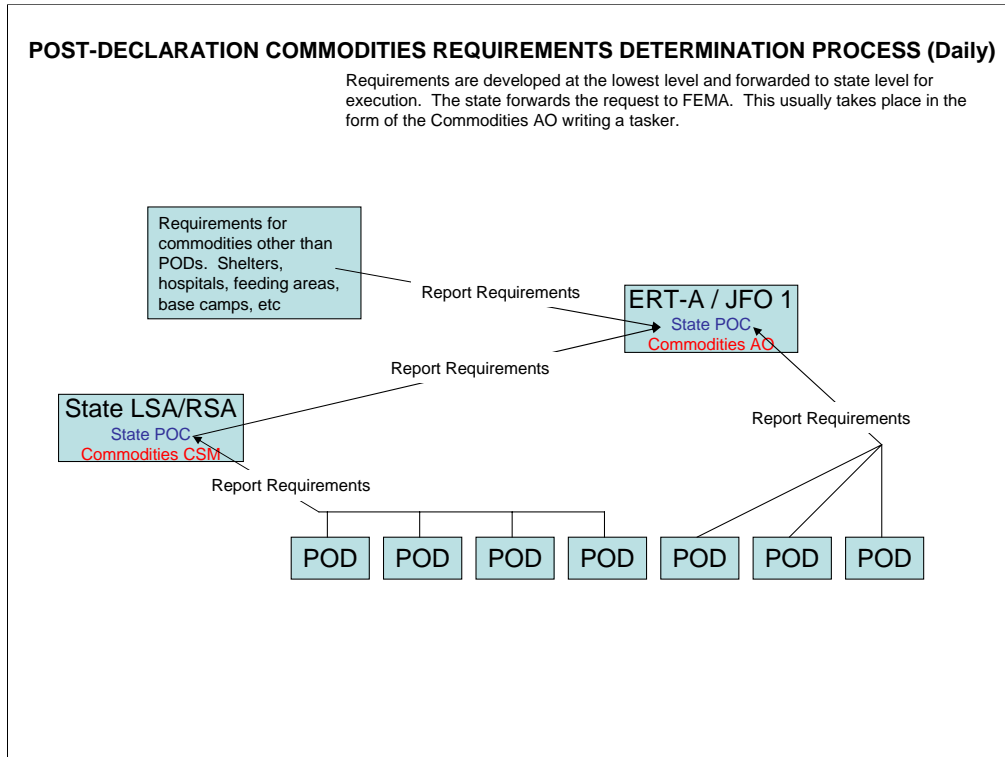 POST-DECLARATION COMMODITIES REQUIREMENTS DETERMINATION PROCESS (Daily)
Requirements are developed at the lowest level and forwarded to state level for
execution.  The state forwards the request to FEMA.  This usually takes place in the
form of the Commodities AO writing a tasker.
Requirements for
commodities other than
PODs.  Shelters,
hospitals, feeding areas,
base camps, etc
Report Requirements
ERT-A / JFO 1
State POC
Commodities AO
Report Requirements
State LSA/RSA
State POC
Commodities CSM
Report Requirements
Report Requirements
POD
POD
POD
POD
POD
POD
POD